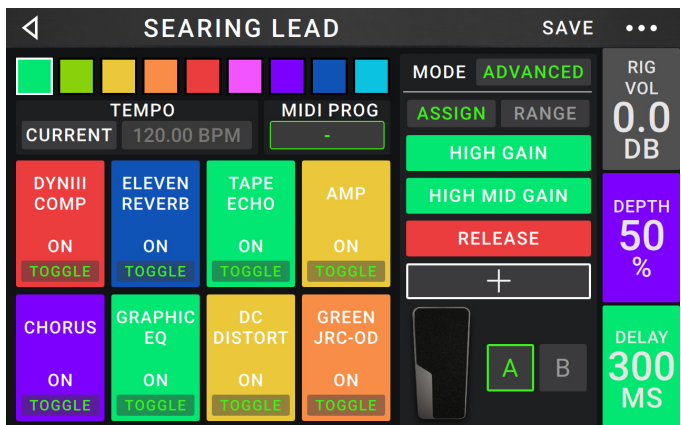 SEARING LEAD
SAVE
TEMPO
CURRENT 120.00 BPM
MIDI PROG
-
DYNIII
COMP
ON
TOGGLE
ELEVEN
REVERB
ON
TOGGLE
TAPE
ECHO
ON
TOGGLE
AMP
ON
TOGGLE
CHORUS
ON
TOGGLE
GRAPHIC
EQ
ON
TOGGLE
DC
DISTORT
ON
TOGGLE
GREEN
JRC-OD
ON
TOGGLE
MODE ADVANCED
ASSIGN RANGE
HIGH GAIN
HIGH MID GAIN
RELEASE
+
A B
RIG
VOL
0.0
DB
DEPTH
50
%
DELAY
300
MS